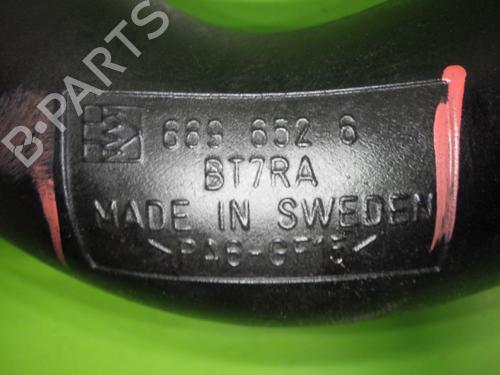 B-PARTS
689 652 6
BT7RA
MADE IN SWEDEN
>PA6-GF15<